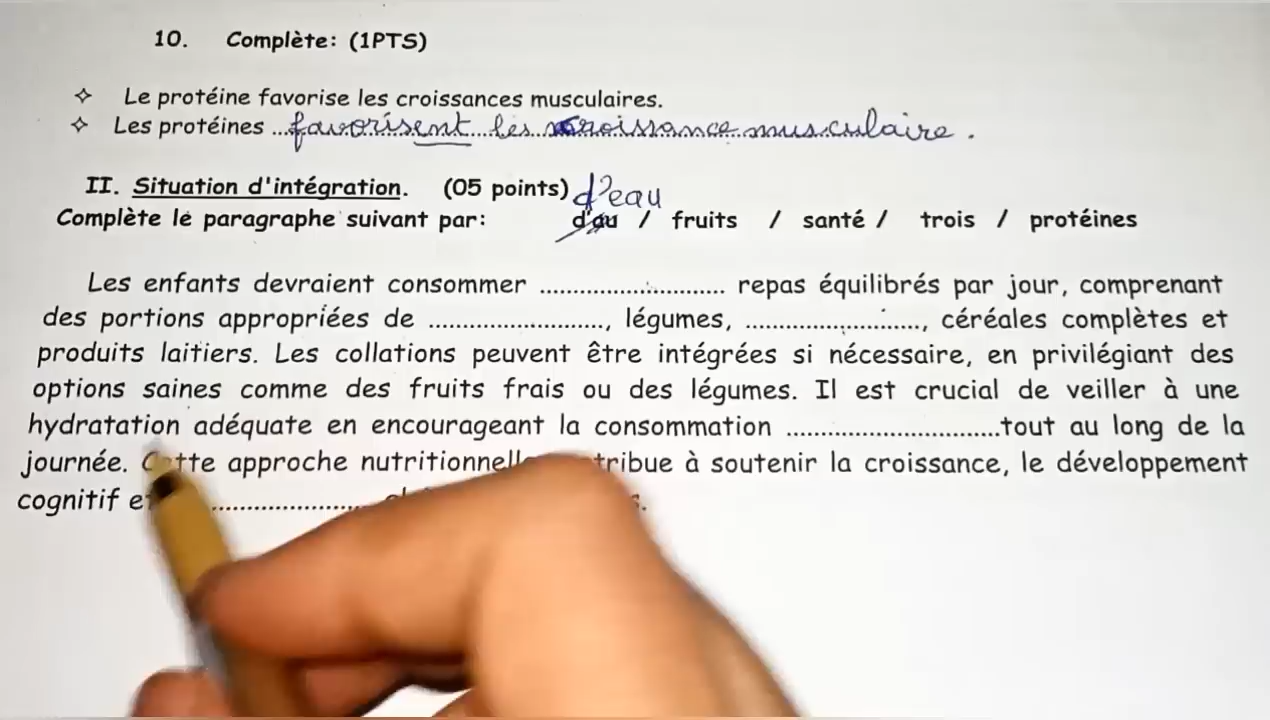 10. Complète: (1PTS)
✧ Le protéine favorise les croissances musculaires.
✧ Les protéines ...favorisent les croissance musculaire.
II. Situation d'intégration. (05 points) d'eau
Complète le paragraphe suivant par: / fruits / santé / trois / protéines
Les enfants devraient consommer .......................... repas équilibrés par jour, comprenant
des portions appropriées de ........................., légumes, ........................., céréales complètes et
produits laitiers. Les collations peuvent être intégrées si nécessaire, en privilégiant des
options saines comme des fruits frais ou des légumes. Il est crucial de veiller à une
hydratation adéquate en encourageant la consommation ..............................tout au long de la
journée. Cette approche nutritionnelle à soutenir la croissance, le développement
cognitif ......................